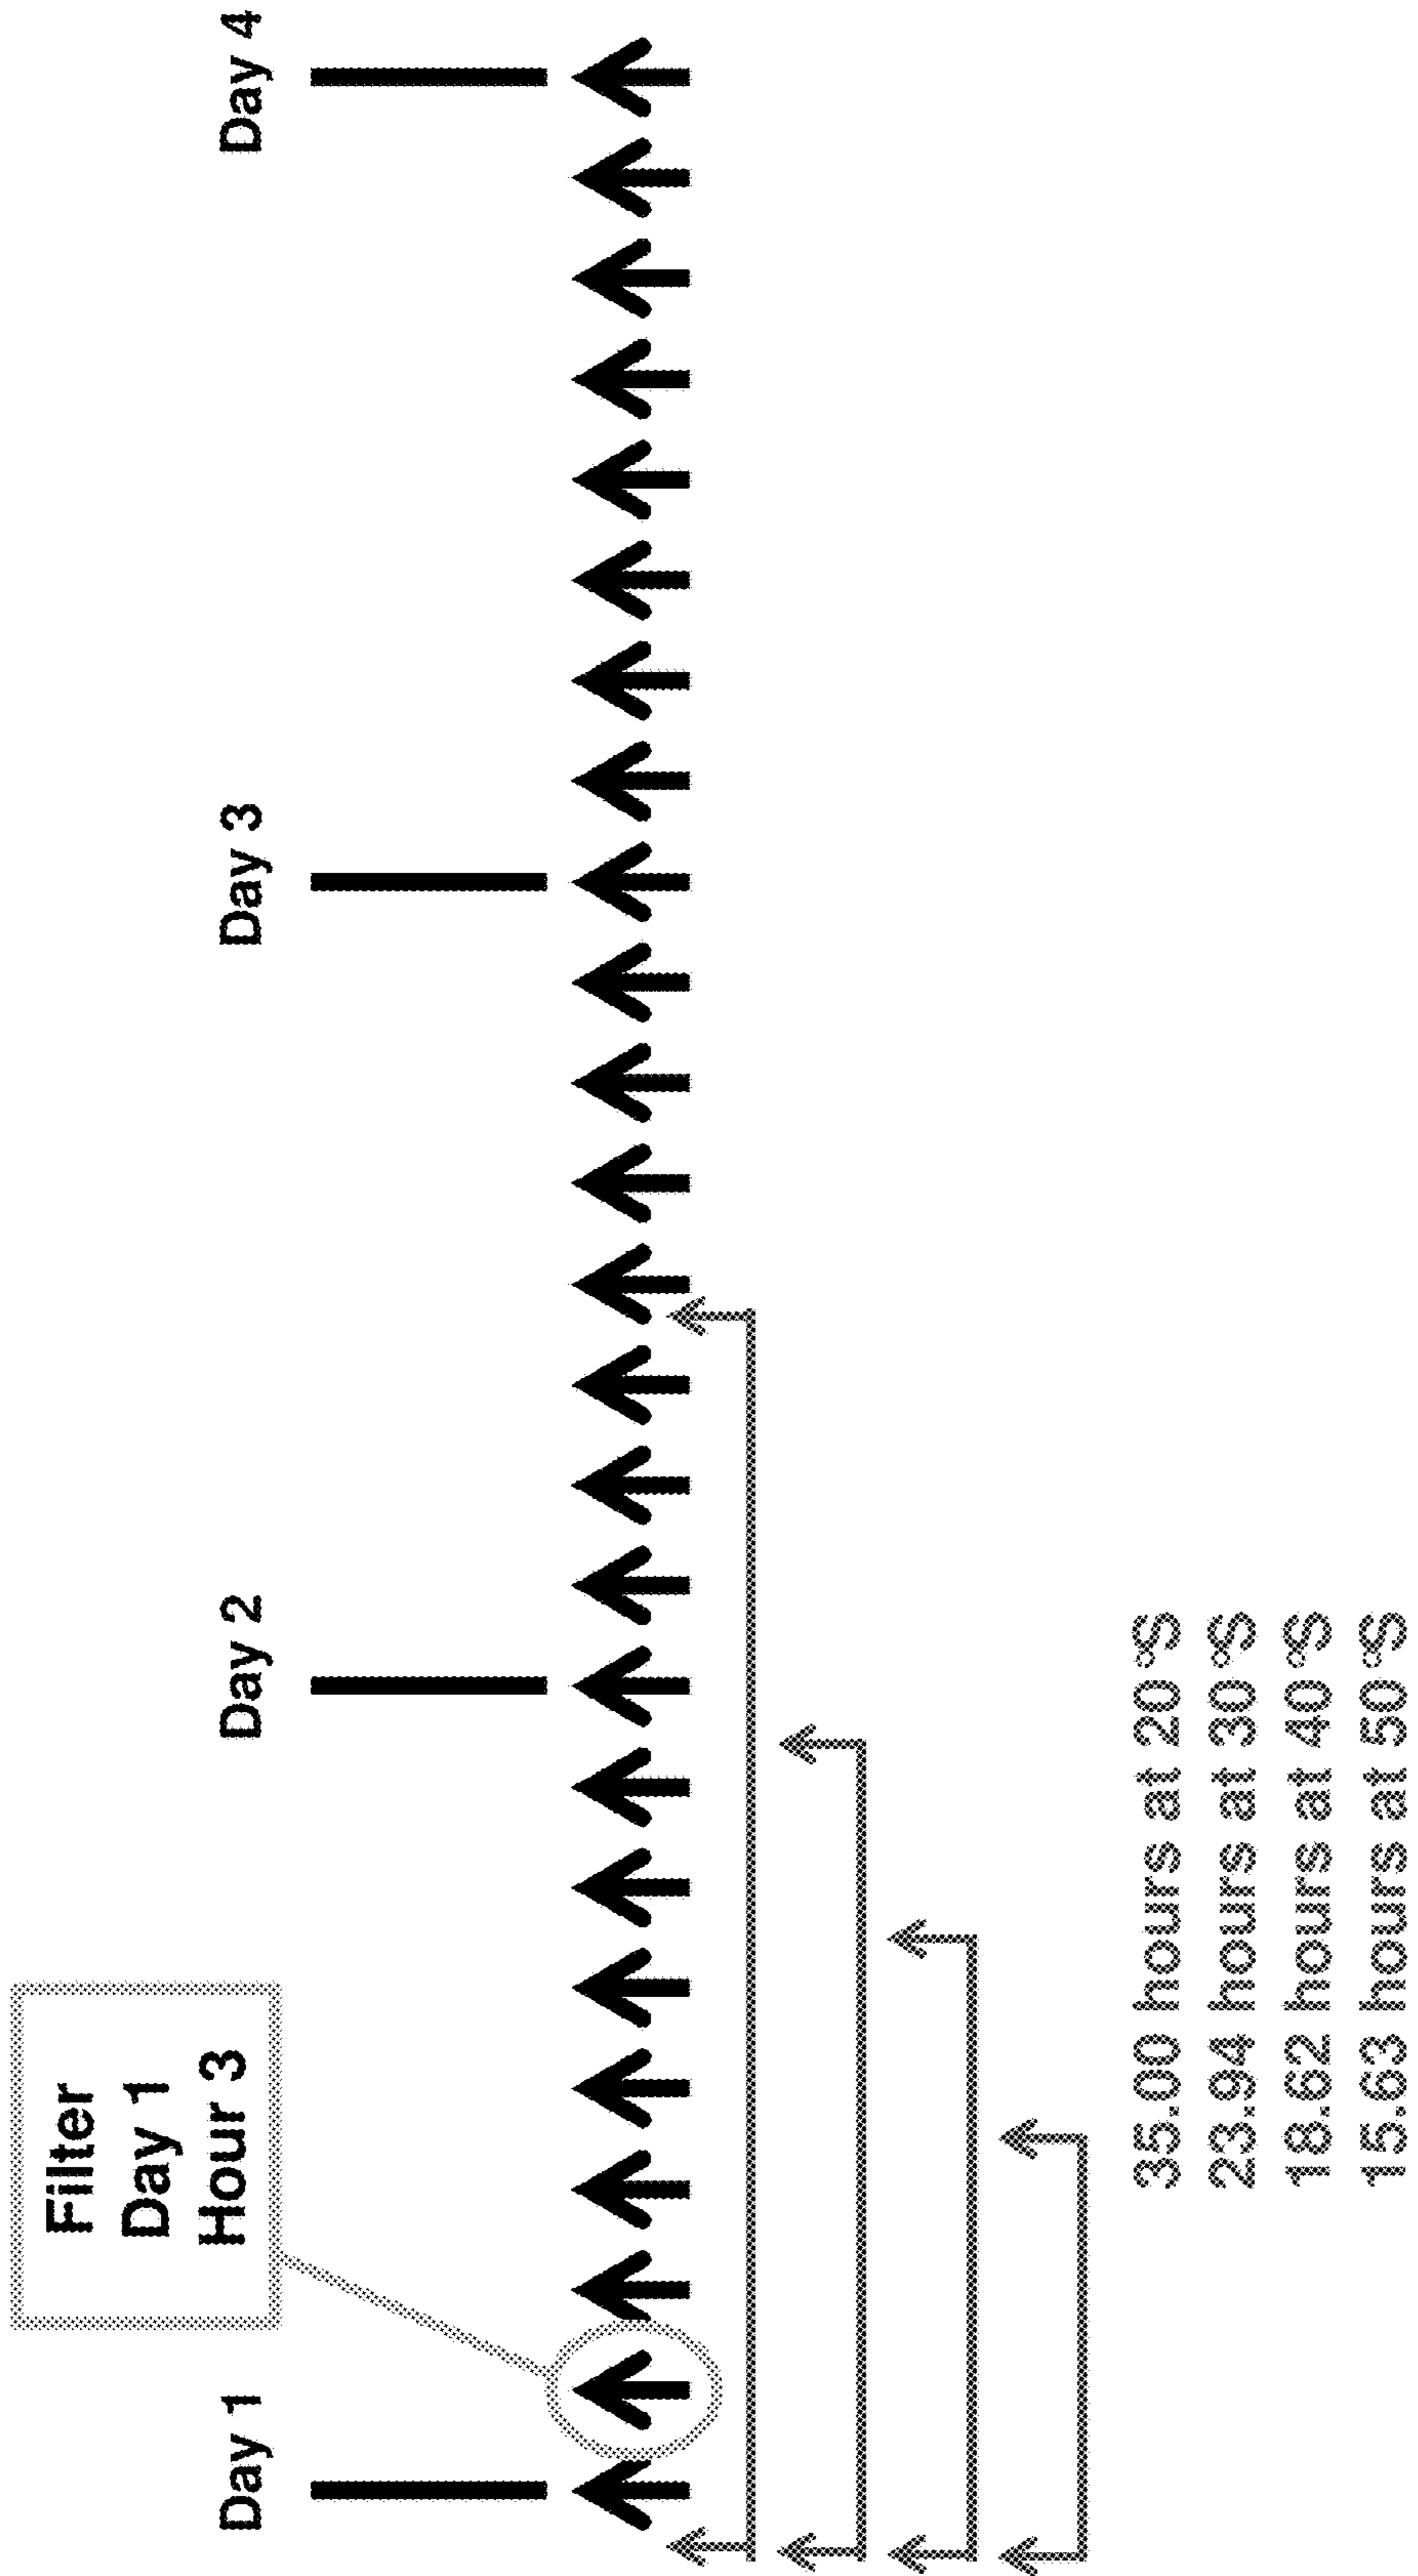 Filter
Day 1
Hour 3
Day 1
Day 2
Day 3
Day 4
35.00 hours at 20°S
23.94 hours at 30°S
18.62 hours at 40°S
15.63 hours at 50°S